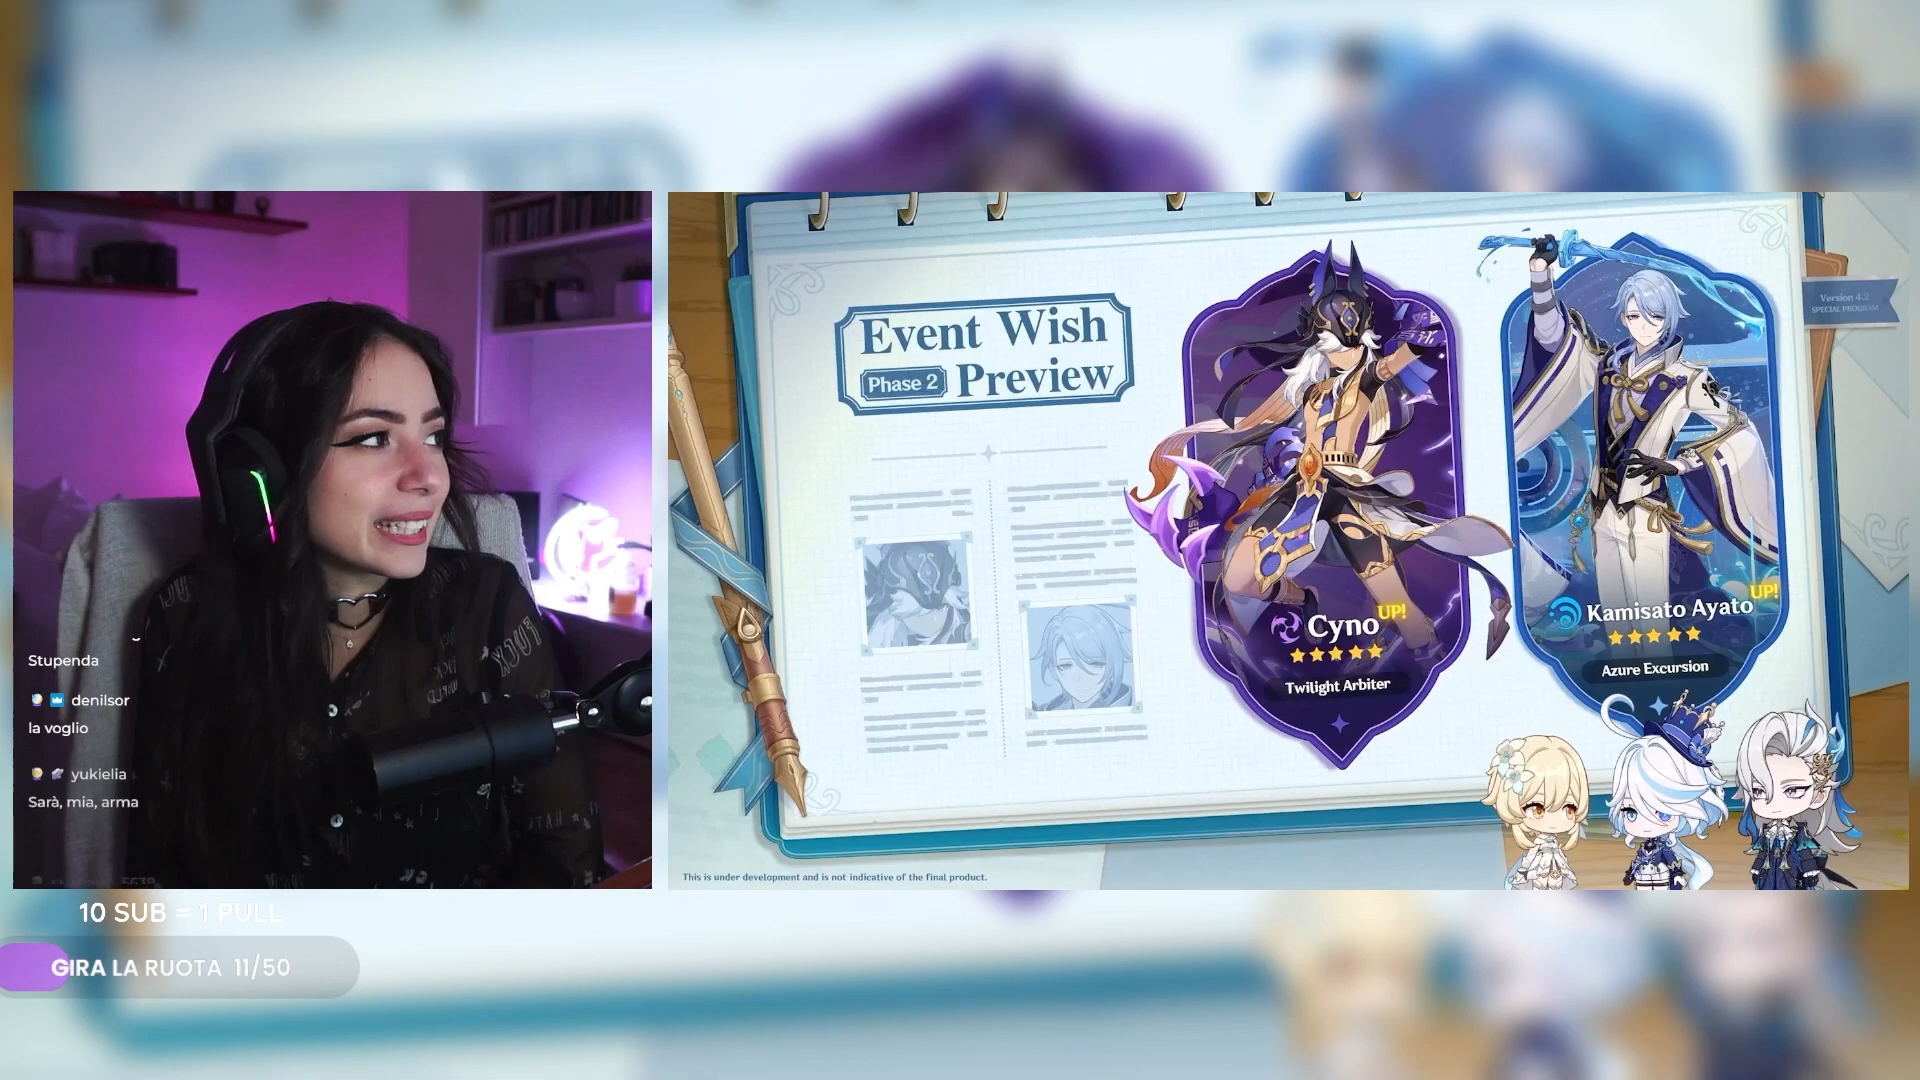 Event Wish
Phase 2 Preview
Version 4.2
SPECIAL PROGRAM
Cyno UP!
Twilight Arbiter
Kamisato Ayato UP!
Azure Excursion
This is under development and is not indicative of the final product.
Stupenda
denilsor
la voglio
yukielia
Sarà, mia, arma
10 SUB = 1 PULL
GIRA LA RUOTA 11/50